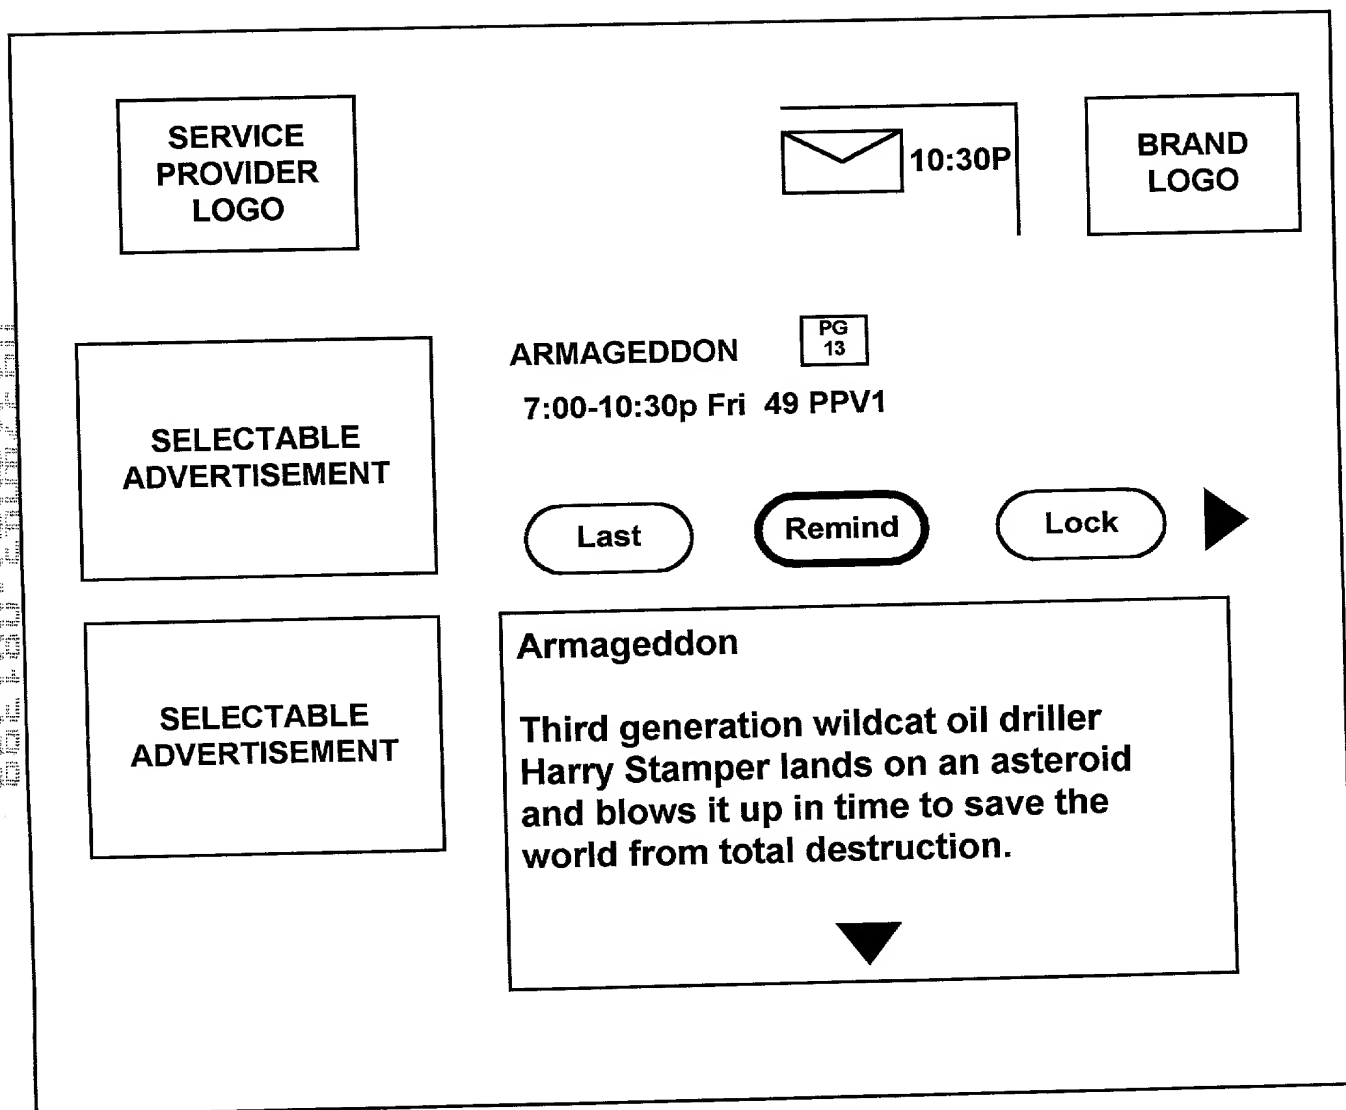 SERVICE
PROVIDER
LOGO
10:30P
BRAND
LOGO
ARMAGEDDON
PG
13
7:00-10:30p Fri 49 PPV1
SELECTABLE
ADVERTISEMENT
Last
Remind
Lock
SELECTABLE
ADVERTISEMENT
Armageddon
Third generation wildcat oil driller
Harry Stamper lands on an asteroid
and blows it up in time to save the
world from total destruction.